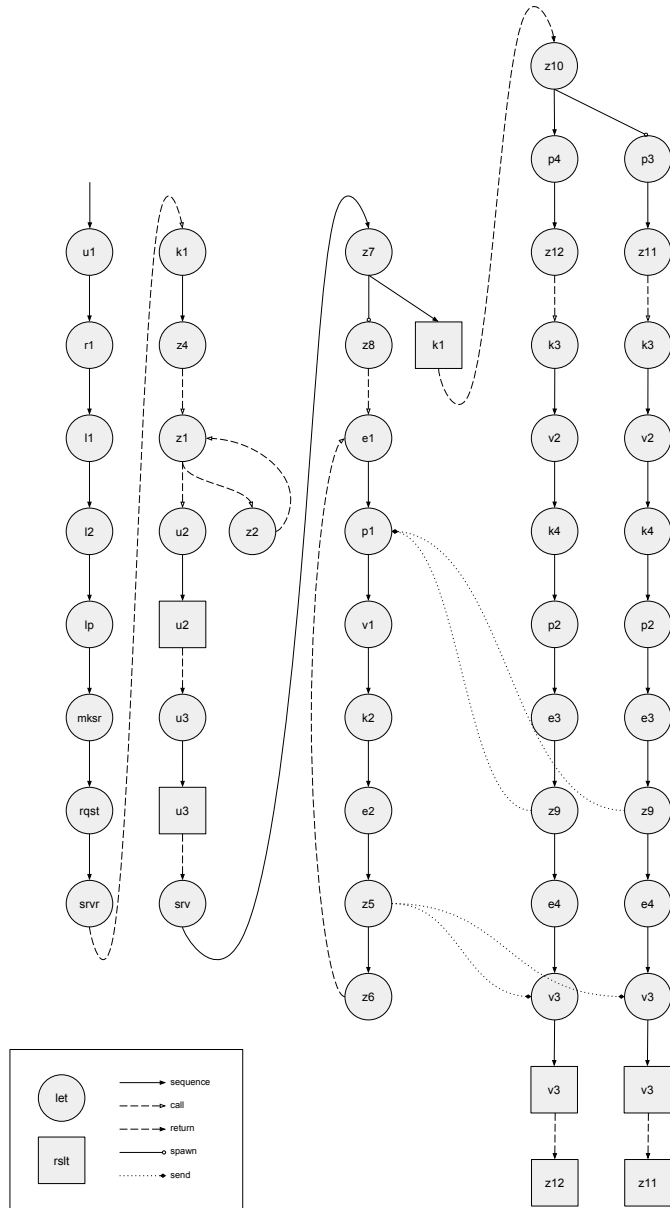 z10
p4
p3
u1
k1
z7
z12
z11
r1
z4
z8
k1
k3
k3
l1
z1
e1
v2
v2
l2
u2
z2
p1
k4
k4
lp
u2
v1
p2
p2
mksr
u3
k2
e3
e3
rqst
u3
e2
z9
z9
srvr
srv
z5
e4
e4
z6
v3
v3
let
sequence
call
return
rslt
spawn
send
v3
v3
z12
z11